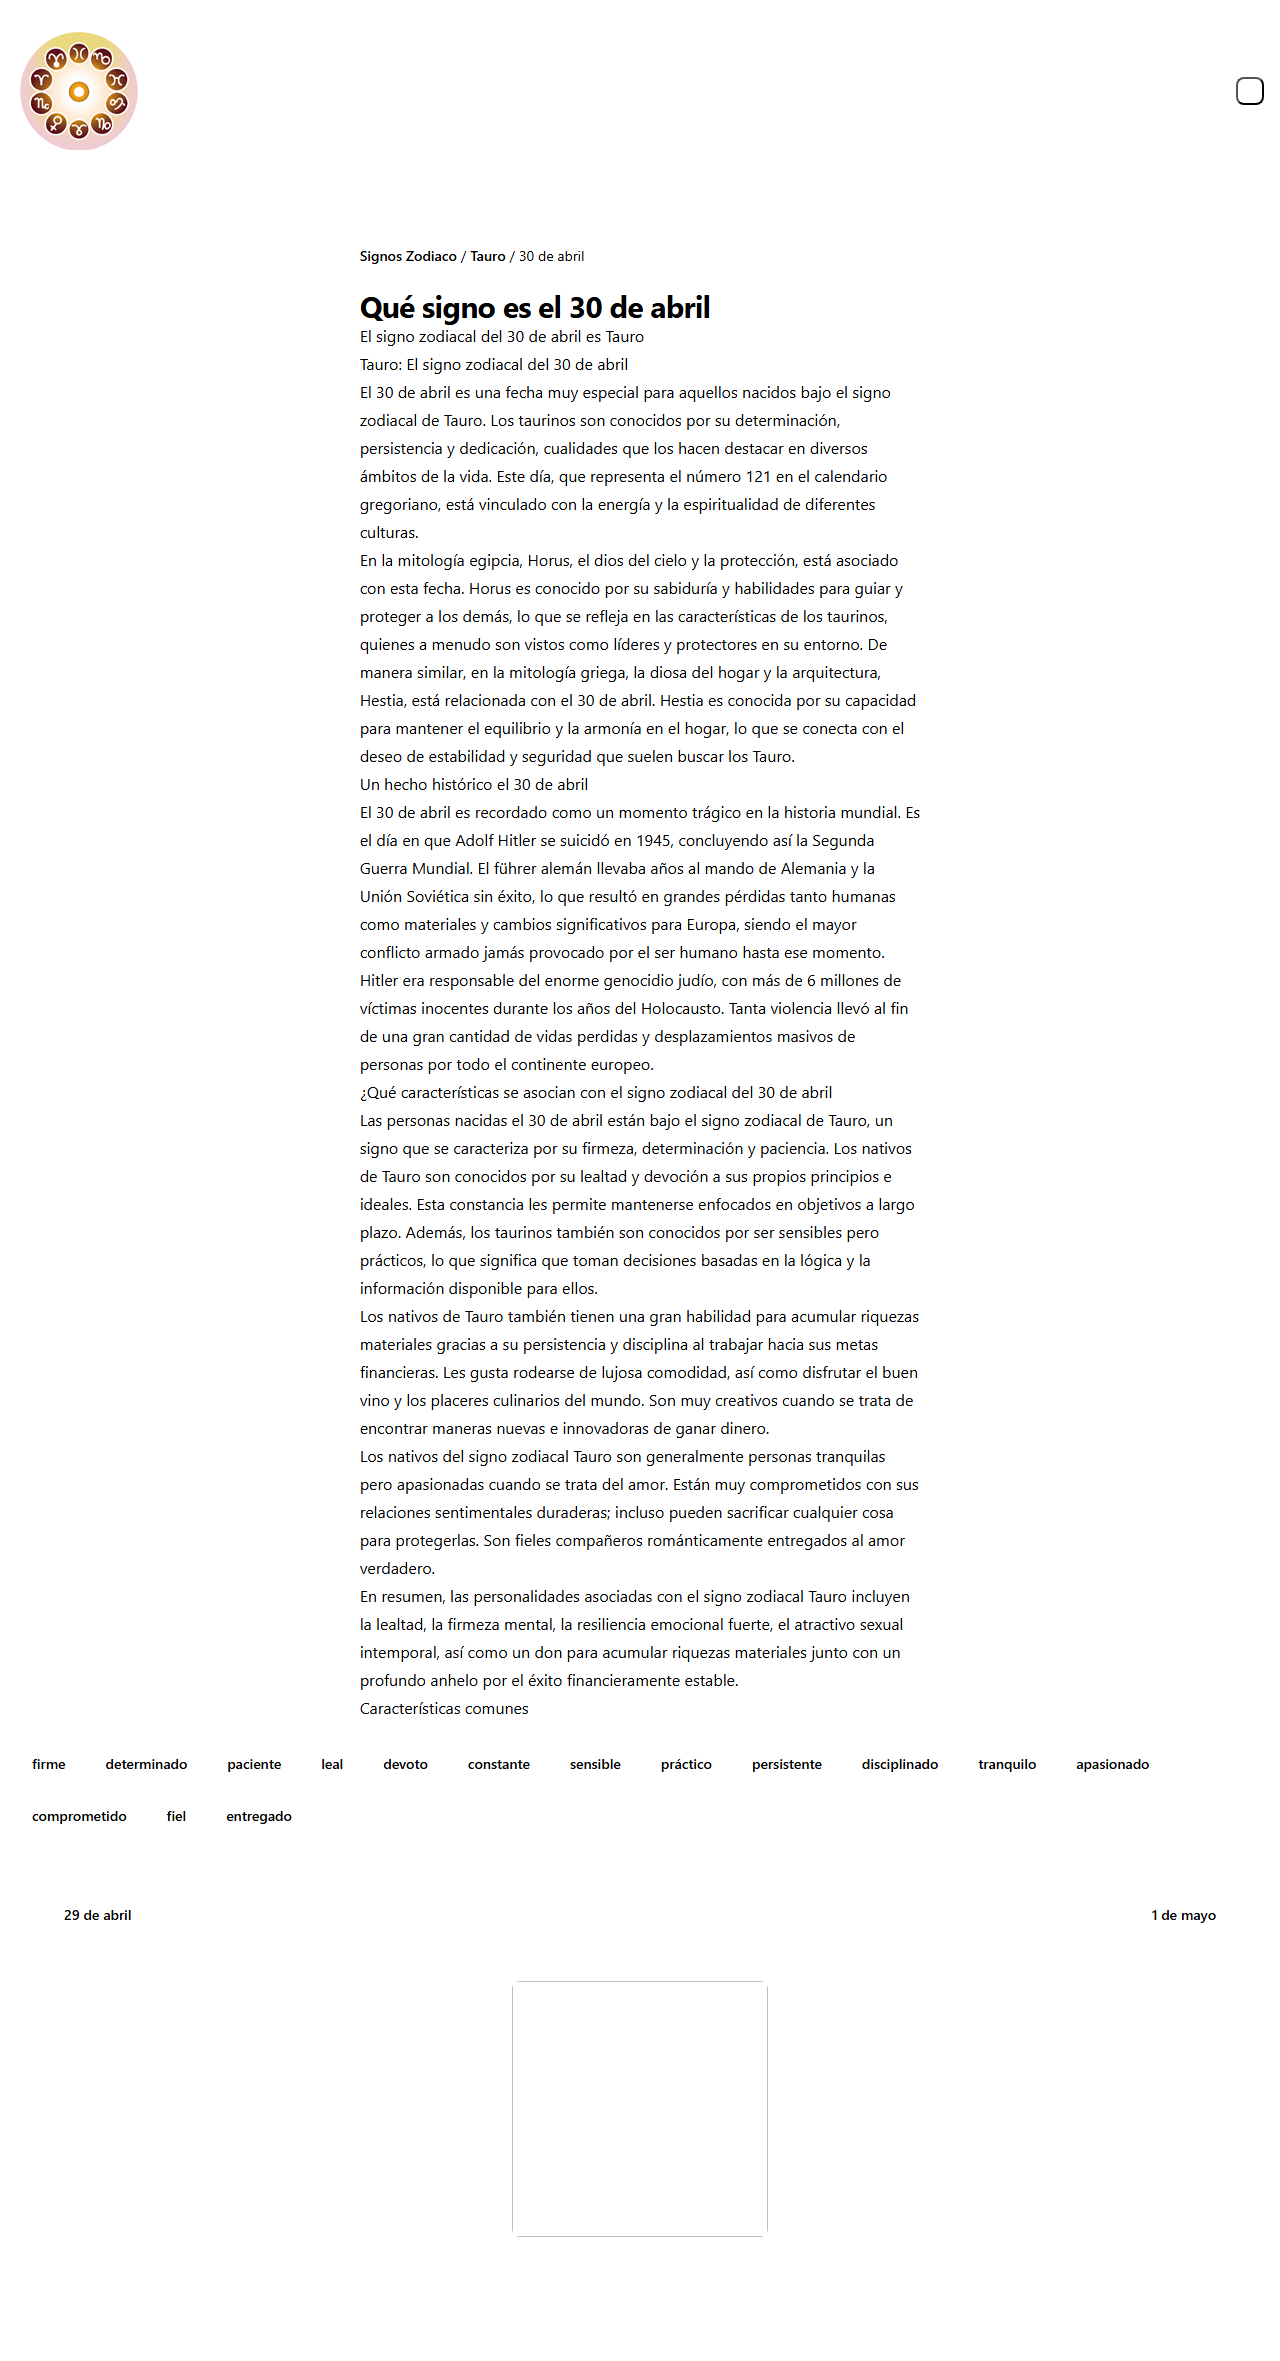 Signos Zodiaco / Tauro / 30 de abril
Qué signo es el 30 de abril
El signo zodiacal del 30 de abril es Tauro
Tauro: El signo zodiacal del 30 de abril
El 30 de abril es una fecha muy especial para aquellos nacidos bajo el signo
zodiacal de Tauro. Los taurinos son conocidos por su determinación,
persistencia y dedicación, cualidades que los hacen destacar en diversos
ámbitos de la vida. Este día, que representa el número 121 en el calendario
gregoriano, está vinculado con la energía y la espiritualidad de diferentes
culturas.
En la mitología egipcia, Horus, el dios del cielo y la protección, está asociado
con esta fecha. Horus es conocido por su sabiduría y habilidades para guiar y
proteger a los demás, lo que se refleja en las características de los taurinos,
quienes a menudo son vistos como líderes y protectores en su entorno. De
manera similar, en la mitología griega, la diosa del hogar y la arquitectura,
Hestia, está relacionada con el 30 de abril. Hestia es conocida por su capacidad
para mantener el equilibrio y la armonía en el hogar, lo que se conecta con el
deseo de estabilidad y seguridad que suelen buscar los Tauro.
Un hecho histórico el 30 de abril
El 30 de abril es recordado como un momento trágico en la historia mundial. Es
el día en que Adolf Hitler se suicidó en 1945, concluyendo así la Segunda
Guerra Mundial. El führer alemán llevaba años al mando de Alemania y la
Unión Soviética sin éxito, lo que resultó en grandes pérdidas tanto humanas
como materiales y cambios significativos para Europa, siendo el mayor
conflicto armado jamás provocado por el ser humano hasta ese momento.
Hitler era responsable del enorme genocidio judío, con más de 6 millones de
víctimas inocentes durante los años del Holocausto. Tanta violencia llevó al fin
de una gran cantidad de vidas perdidas y desplazamientos masivos de
personas por todo el continente europeo.
¿Qué características se asocian con el signo zodiacal del 30 de abril
Las personas nacidas el 30 de abril están bajo el signo zodiacal de Tauro, un
signo que se caracteriza por su firmeza, determinación y paciencia. Los nativos
de Tauro son conocidos por su lealtad y devoción a sus propios principios e
ideales. Esta constancia les permite mantenerse enfocados en objetivos a largo
plazo. Además, los taurinos también son conocidos por ser sensibles pero
prácticos, lo que significa que toman decisiones basadas en la lógica y la
información disponible para ellos.
Los nativos de Tauro también tienen una gran habilidad para acumular riquezas
materiales gracias a su persistencia y disciplina al trabajar hacia sus metas
financieras. Les gusta rodearse de lujosa comodidad, así como disfrutar el buen
vino y los placeres culinarios del mundo. Son muy creativos cuando se trata de
encontrar maneras nuevas e innovadoras de ganar dinero.
Los nativos del signo zodiacal Tauro son generalmente personas tranquilas
pero apasionadas cuando se trata del amor. Están muy comprometidos con sus
relaciones sentimentales duraderas; incluso pueden sacrificar cualquier cosa
para protegerlas. Son fieles compañeros románticamente entregados al amor
verdadero.
En resumen, las personalidades asociadas con el signo zodiacal Tauro incluyen
la lealtad, la firmeza mental, la resiliencia emocional fuerte, el atractivo sexual
intemporal, así como un don para acumular riquezas materiales junto con un
profundo anhelo por el éxito financieramente estable.
Características comunes
firme determinado paciente leal devoto constante sensible práctico persistente disciplinado tranquilo apasionado
comprometido fiel entregado
29 de abril 1 de mayo